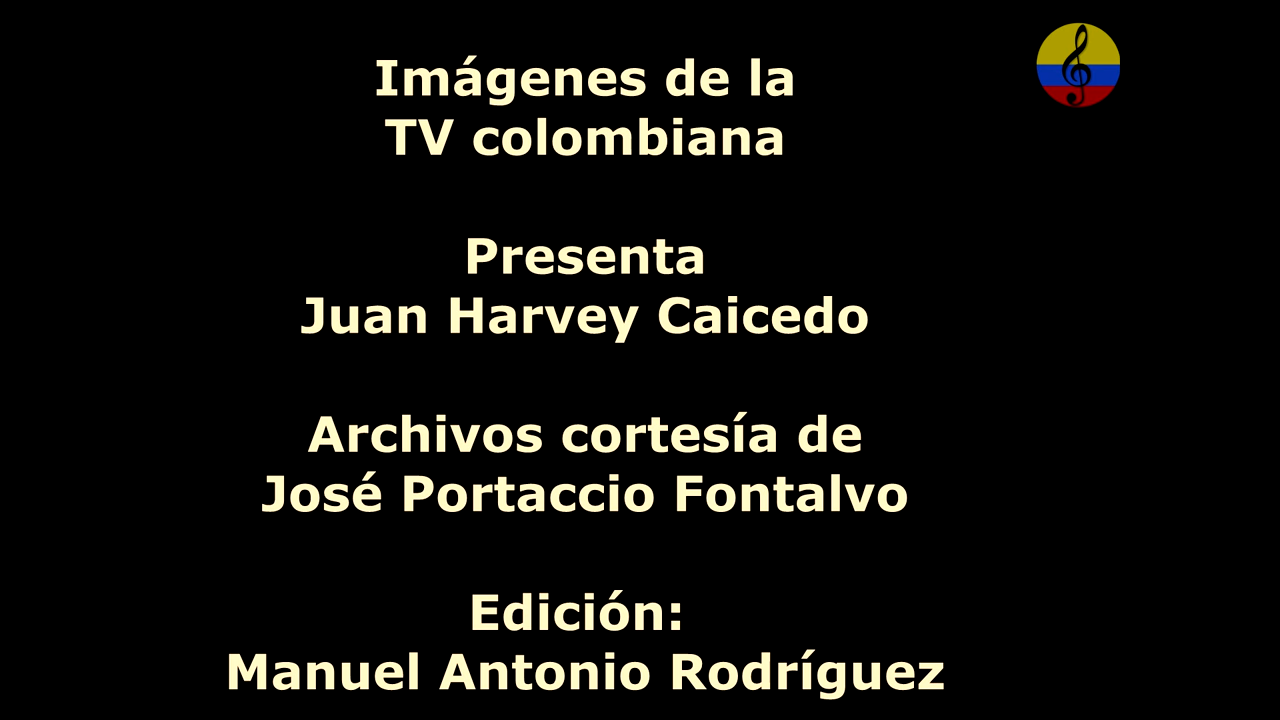 Imágenes de la
TV colombiana
Presenta
Juan Harvey Caicedo
Archivos cortesía de
José Portaccio Fontalvo
Edición:
Manuel Antonio Rodríguez